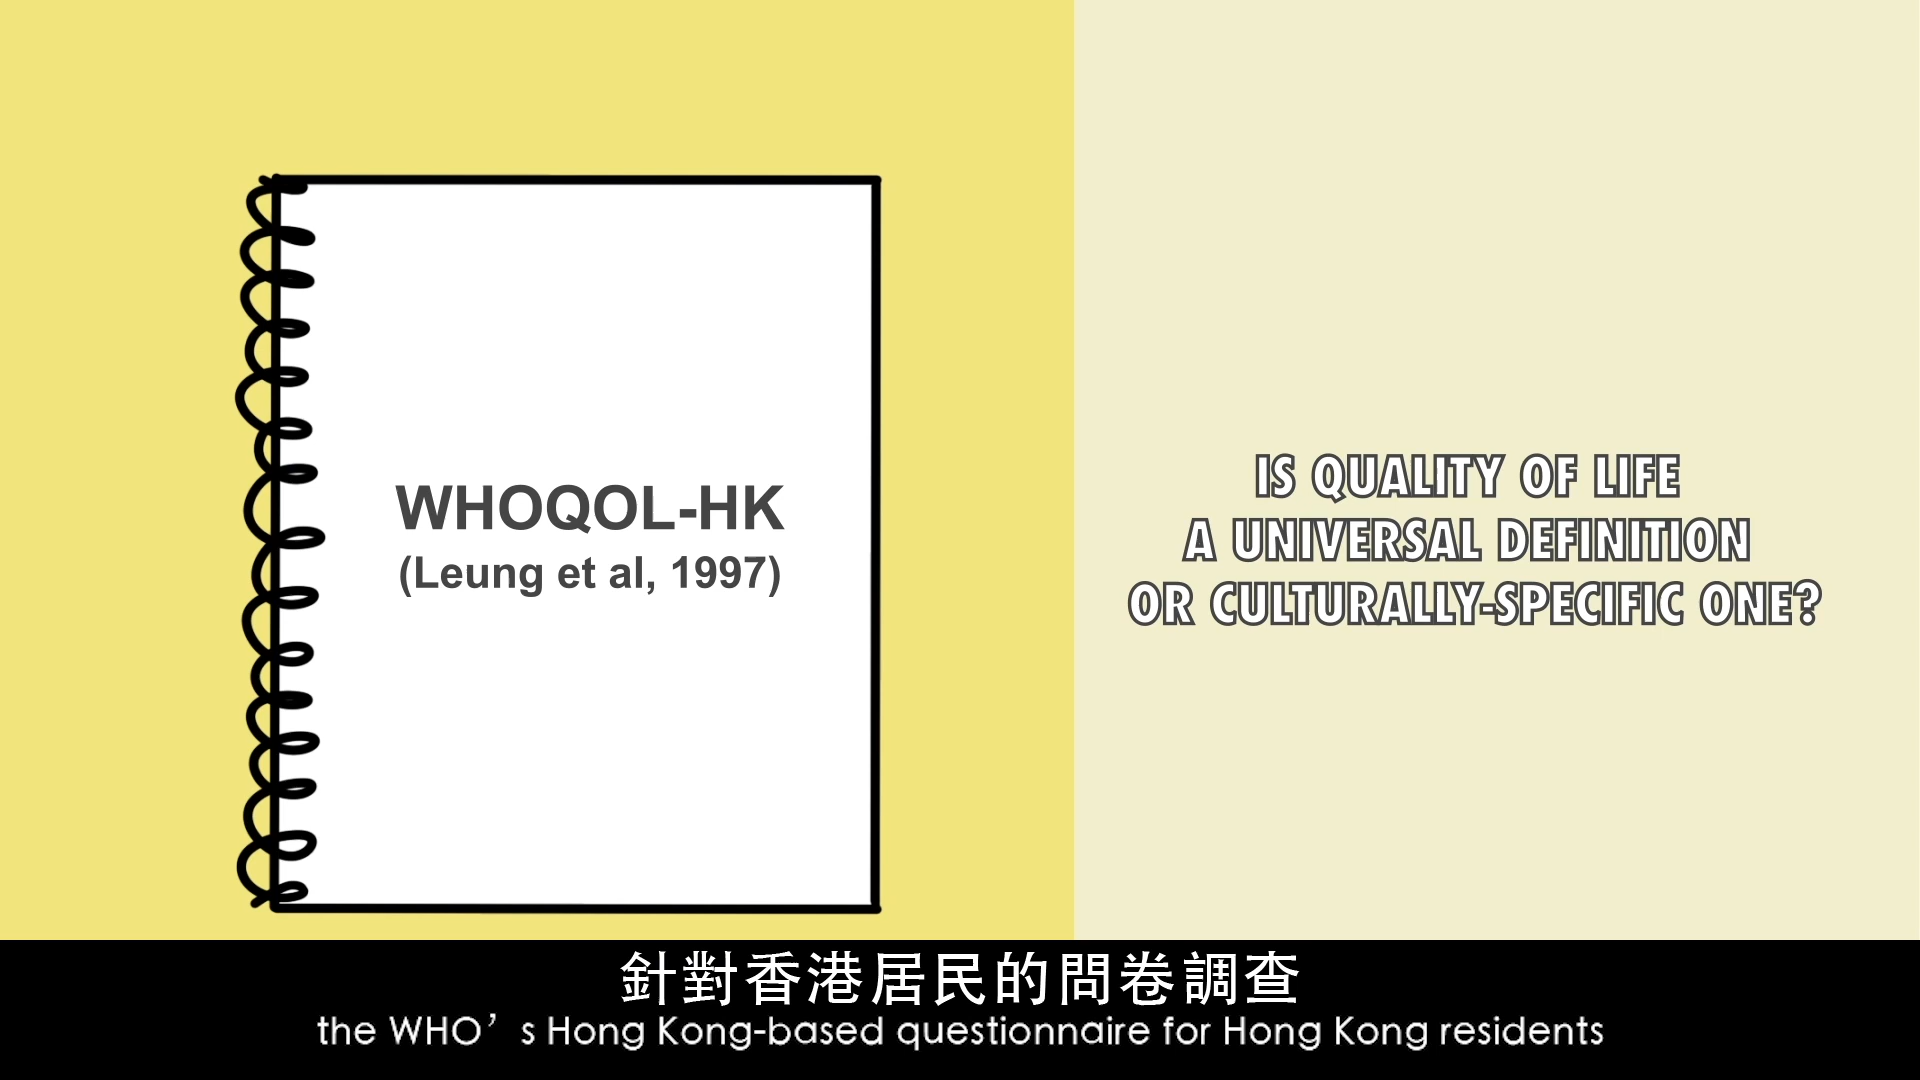 WHOQOL-HK
(Leung et al, 1997)
IS QUALITY OF LIFE
A UNIVERSAL DEFINITION
OR CULTURALLY-SPECIFIC ONE?
針對香港居民的問卷調查
the WHO’s Hong Kong-based questionnaire for Hong Kong residents